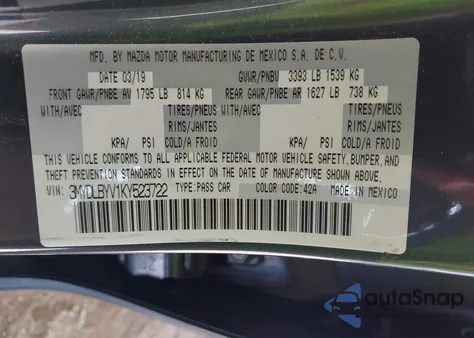 MFD. BY MAZDA MOTOR MANUFACTURING DE MEXICO S.A. DE C.V.
DATE 03/19 GVWR/PNBV 3393 LB 1539 KG
FRONT GAWR/PNBE AV 1795 LB 814 KG REAR GAWR/PNBE AR 1627 LB 738 KG
WITH/AVEC TIRES/PNEUS WITH/AVEC TIRES/PNEUS
RIMS/JANTES RIMS/JANTES
KPA/ PSI COLD/A FROID KPA/ PSI COLD/A FROID
THIS VEHICLE CONFORMS TO ALL APPLICABLE FEDERAL MOTOR VEHICLE SAFETY, BUMPER,
AND THEFT PREVENTION STANDARDS IN EFFECT ON THE DATE OF MANUFACTURE SHOWN ABOVE.
VIN: TYPE: PASS CAR COLOR CODE: 42A MADE IN MEXICO
autoSnap